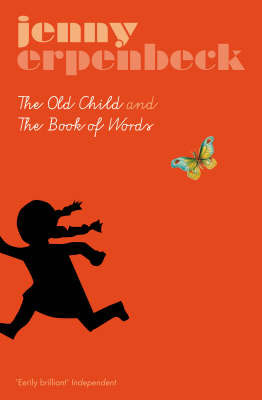 jenny
erpenbeck
The Old Child and
The Book of Words
'Eerily brilliant' Independent